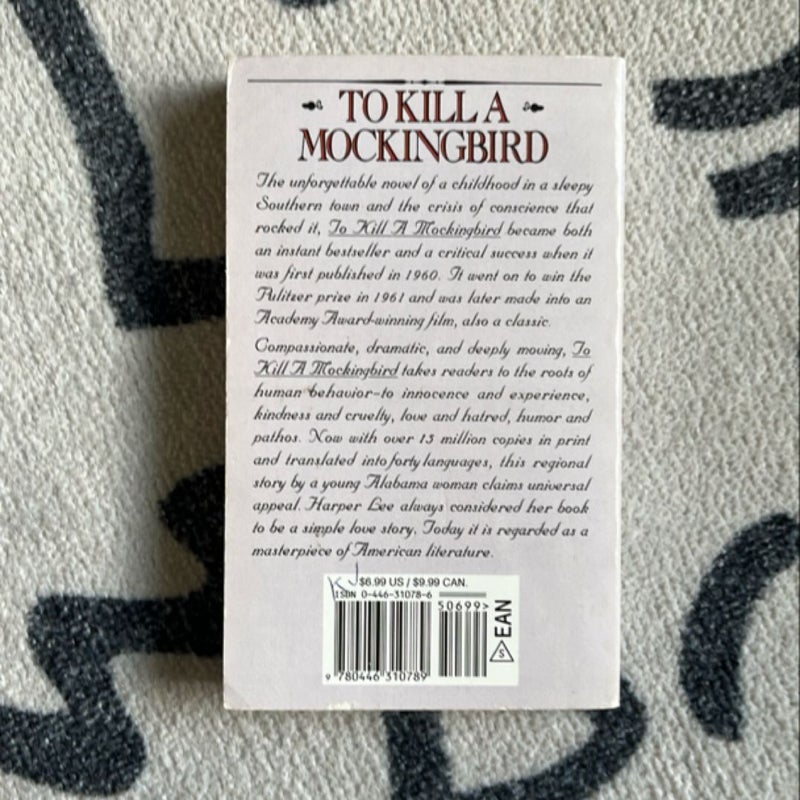 TO KILL A
MOCKINGBIRD
The unforgettable novel of a childhood in a sleepy
Southern town and the crisis of conscience that
rocked it, To Kill A Mockingbird became both
an instant bestseller and a critical success when it
was first published in 1960. It went on to win the
Pulitzer prize in 1961 and was later made into an
Academy Award-winning film, also a classic.
Compassionate, dramatic, and deeply moving, To
Kill A Mockingbird takes readers to the roots of
human behavior-to innocence and experience,
kindness and cruelty, love and hatred, humor and
pathos. Now with over 15 million copies in print
and translated into forty languages, this regional
story by a young Alabama woman claims universal
appeal. Harper Lee always considered her book
to be a simple love story. Today it is regarded as a
masterpiece of American literature.
KJ
$6.99 US / $9.99 CAN.
ISBN 0-446-31078-6
50699>
S EAN
9 780446 310789